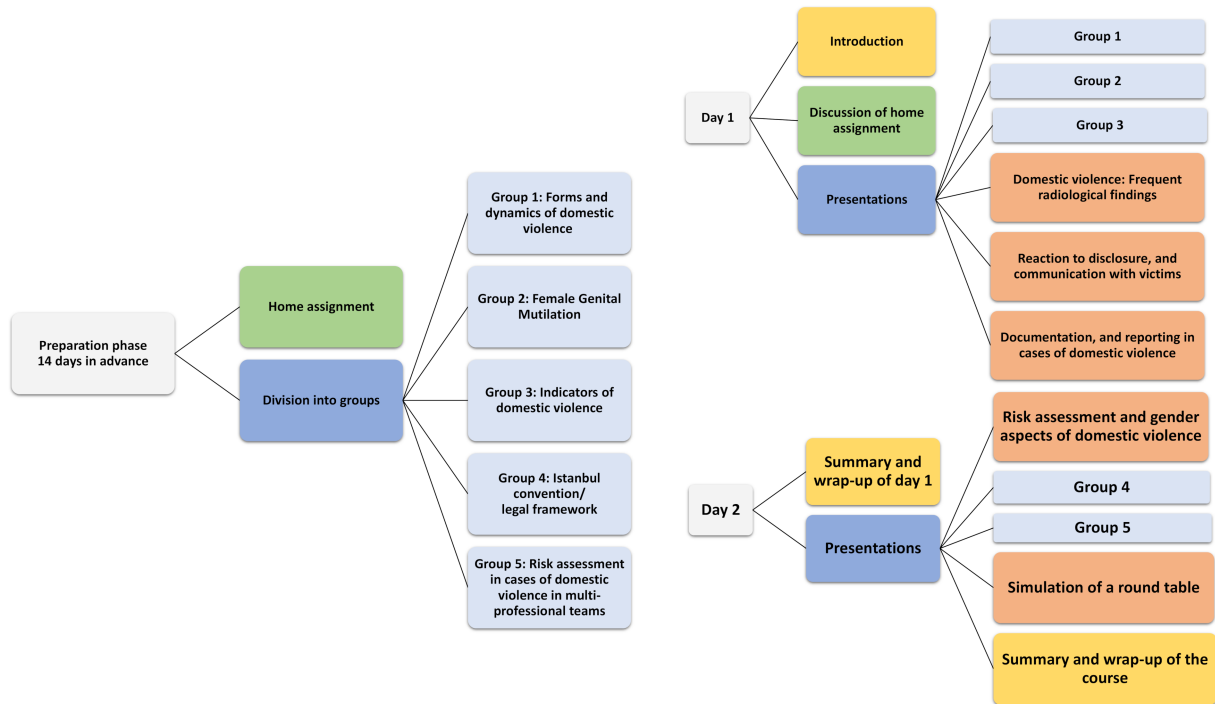 Preparation phase
14 days in advance
Home assignment
Division into groups
Group 1: Forms and
dynamics of domestic
violence
Group 2: Female Genital
Mutilation
Group 3: Indicators of
domestic violence
Group 4: Istanbul
convention/
legal framework
Group 5: Risk assessment
in cases of domestic
violence in multi-
professional teams
Day 1
Introduction
Discussion of home
assignment
Presentations
Group 1
Group 2
Group 3
Domestic violence: Frequent
radiological findings
Reaction to disclosure, and
communication with victims
Documentation, and reporting in
cases of domestic violence
Day 2
Summary and
wrap-up of day 1
Presentations
Risk assessment and gender
aspects of domestic violence
Group 4
Group 5
Simulation of a round table
Summary and wrap-up of the
course